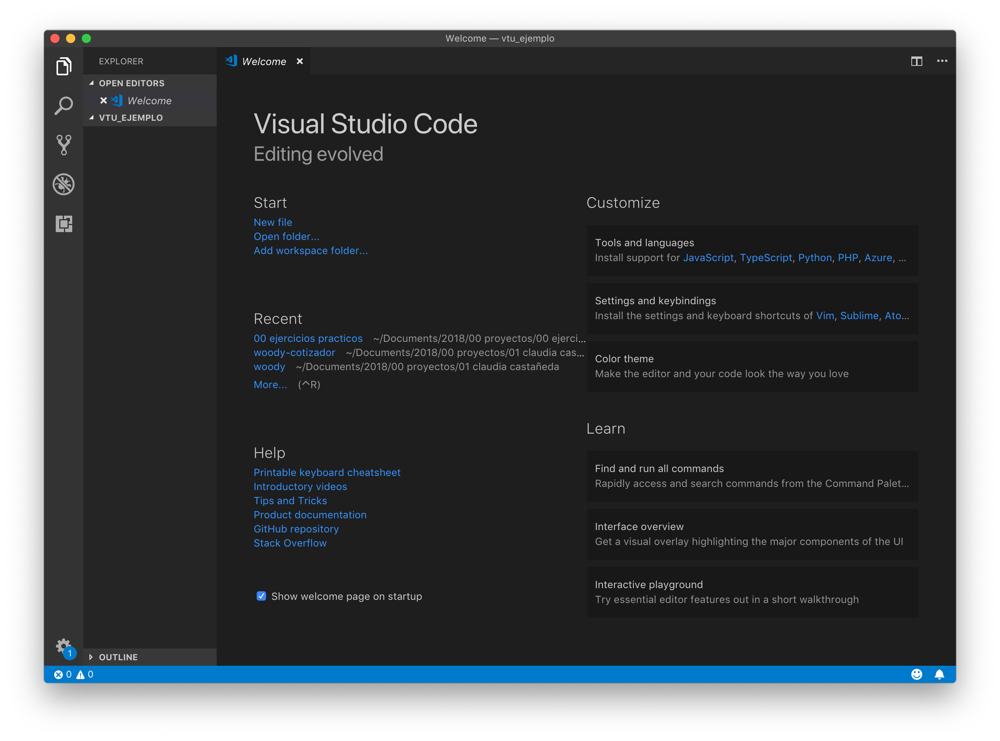 Welcome — vtu_ejemplo
EXPLORER
OPEN EDITORS
Welcome
VTU_EJEMPLO
OUTLINE
Welcome
Visual Studio Code
Editing evolved
Start
New file
Open folder...
Add workspace folder...
Recent
00 ejercicios practicos ~/Documents/2018/00 proyectos/00 ejerci...
woody-cotizador ~/Documents/2018/00 proyectos/01 claudia cas...
woody ~/Documents/2018/00 proyectos/01 claudia castañeda
More... (^R)
Help
Printable keyboard cheatsheet
Introductory videos
Tips and Tricks
Product documentation
GitHub repository
Stack Overflow
Show welcome page on startup
Customize
Tools and languages
Install support for JavaScript, TypeScript, Python, PHP, Azure, ...
Settings and keybindings
Install the settings and keyboard shortcuts of Vim, Sublime, Ato...
Color theme
Make the editor and your code look the way you love
Learn
Find and run all commands
Rapidly access and search commands from the Command Palet...
Interface overview
Get a visual overlay highlighting the major components of the UI
Interactive playground
Try essential editor features out in a short walkthrough
1
0 0